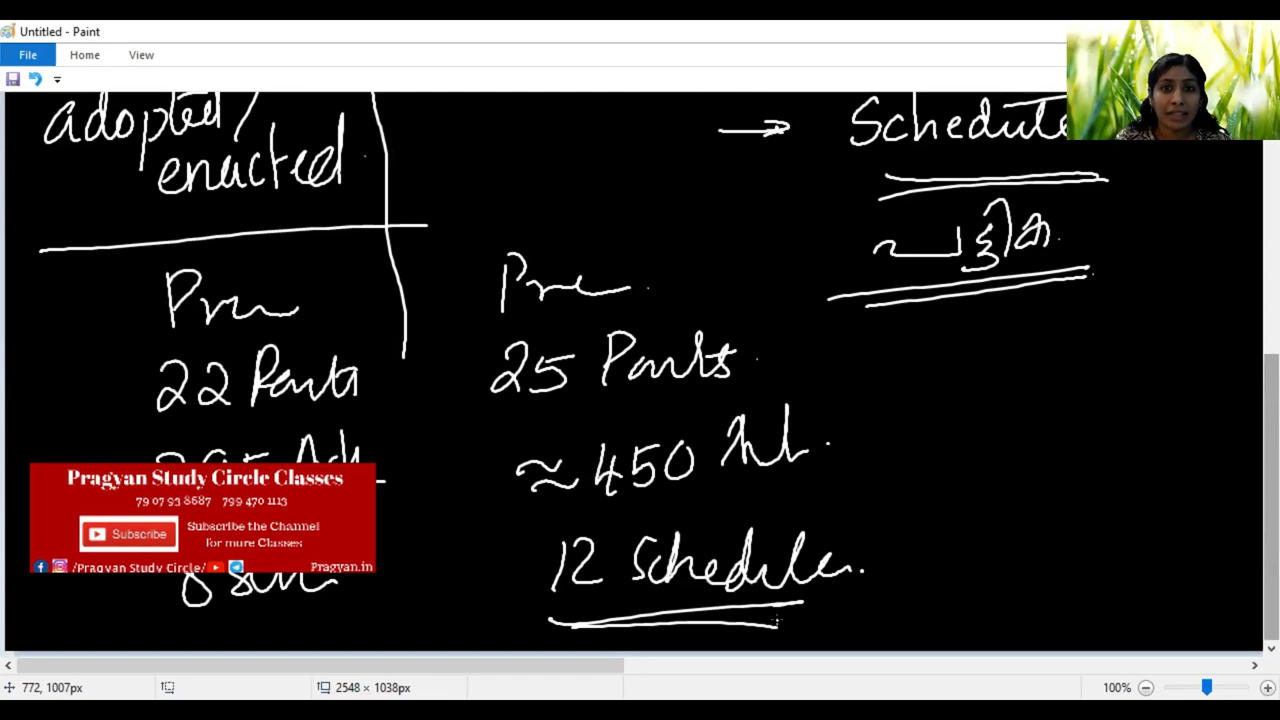 Untitled - Paint
File Home View
adopted/
enacted
→ Schedule
പട്ടിക
Pre
22 Parts
Pre
25 Parts
≈ 450 Art
12 Schedules
Pragyan Study Circle Classes
79 07 93 8687 799 470 1113
Subscribe
Subscribe the Channel
for more Classes
/Pragyan Study Circle/
Pragyan.in
772, 1007px
2548 × 1038px
100%